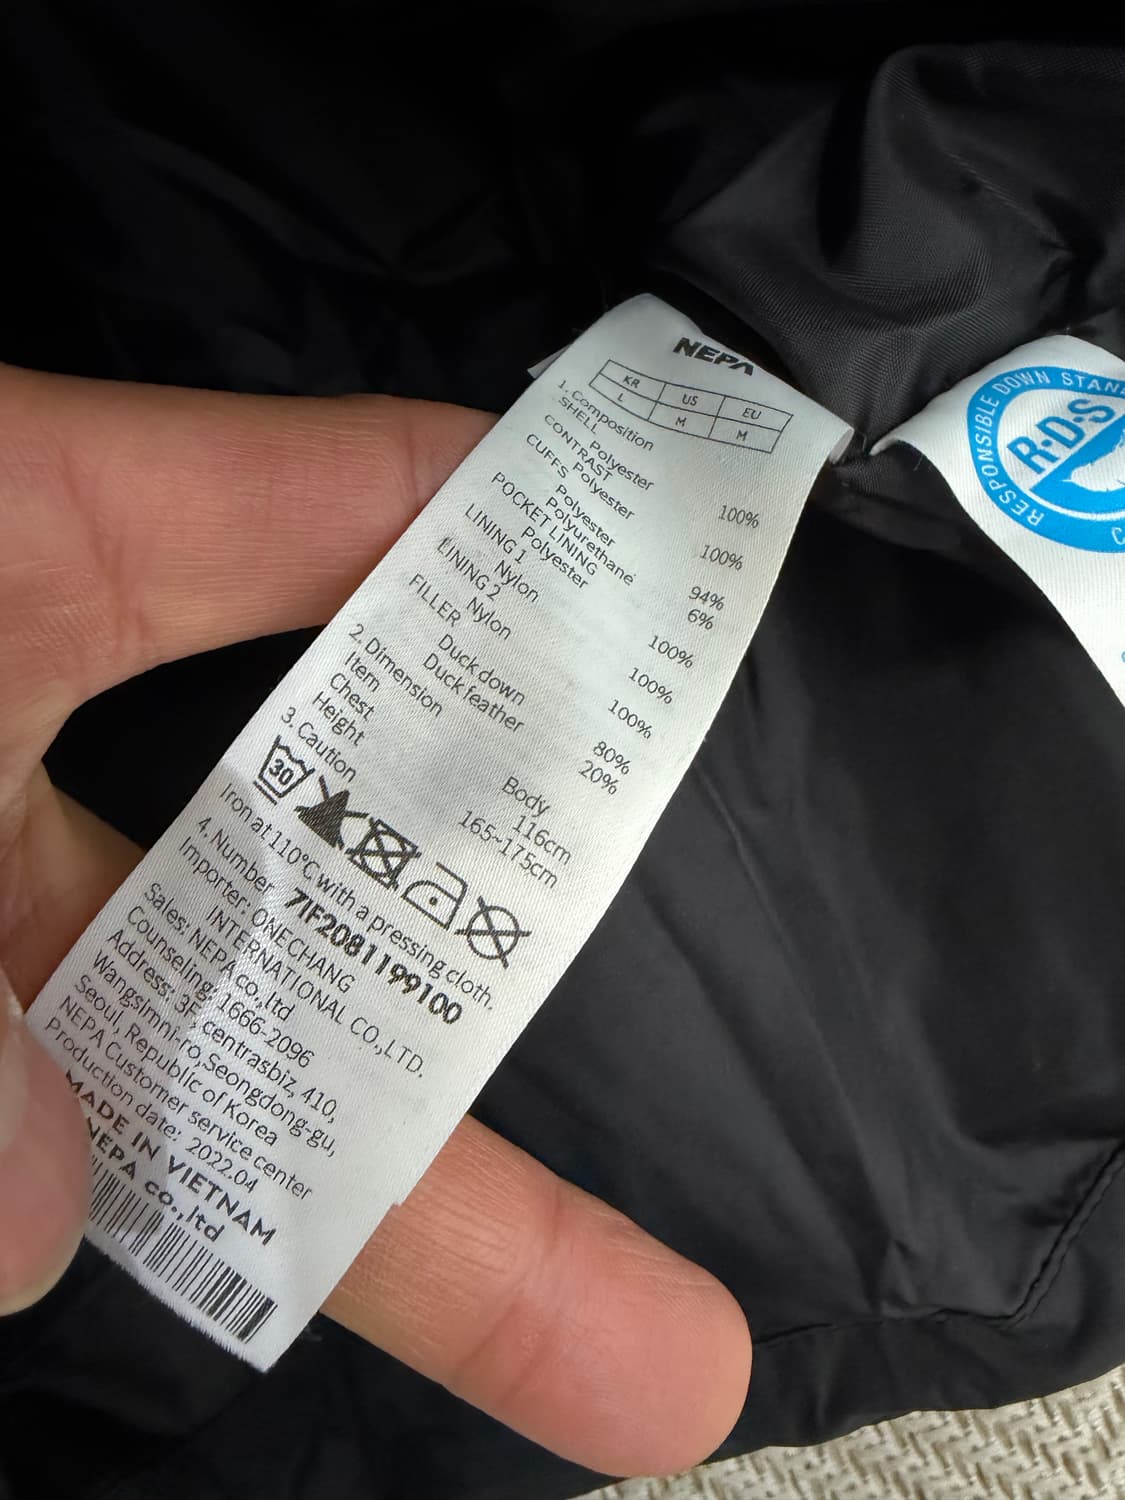 NEPA
KR US EU
L M M
1. Composition
SHELL
Polyester 100%
CONTRAST
Polyester 100%
CUFFS
Polyester 94%
Polyurethane 6%
POCKET LINING
Polyester 100%
LINING 1
Nylon 100%
LINING 2
Nylon 100%
FILLER
Duck down 80%
Duck feather 20%
2. Dimension
Item Body
Chest 116cm
Height 165~175cm
3. Caution
30
Iron at 110°C with a pressing cloth.
4. Number 7IF2081199100
Importer: ONECHANG
INTERNATIONAL CO.,LTD.
Sales: NEPA co.,ltd
Counseling: 1666-2096
Address: 3F, centrasbiz, 410,
Wangsimni-ro, Seongdong-gu,
Seoul, Republic of Korea
NEPA Customer service center
Production date: 2022.04
MADE IN VIETNAM
NEPA co.,ltd
RESPONSIBLE DOWN
R·D·S